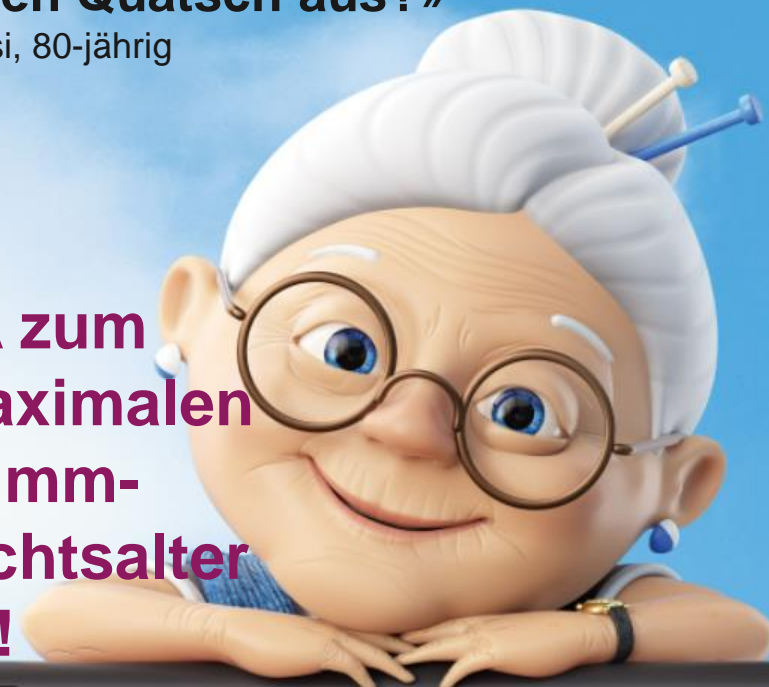 en Quatsch aus?»
si, 80-jährig
zum
aximalen
mm-
chtsalter
!